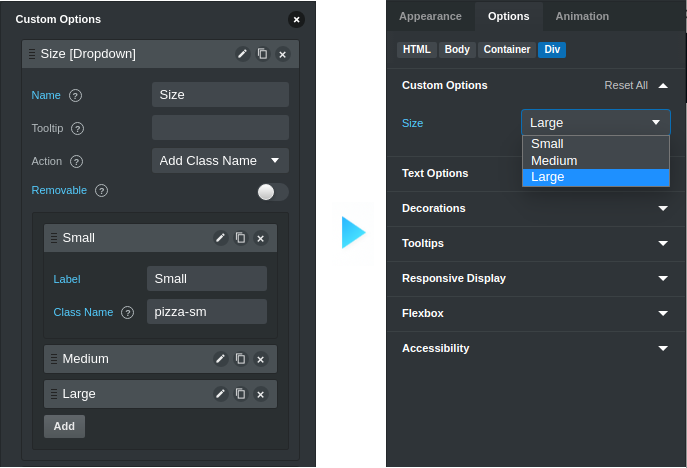 Custom Options
Size [Dropdown]
Name ?
Size
Tooltip ?
Action ?
Add Class Name
Removable ?
Small
Label
Small
Class Name ?
pizza-sm
Medium
Large
Add
Appearance Options Animation
HTML Body Container Div
Custom Options Reset All
Size
Large
Small
Medium
Large
Text Options
Decorations
Tooltips
Responsive Display
Flexbox
Accessibility